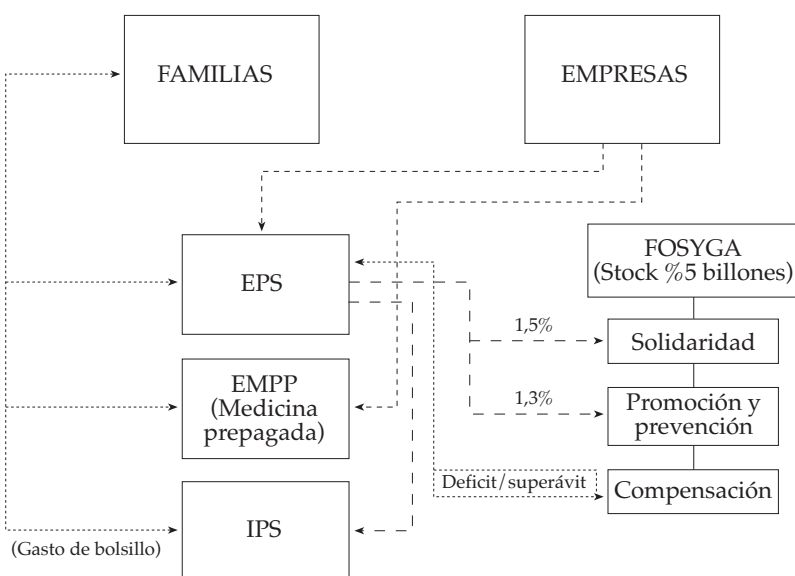 FAMILIAS
EMPRESAS
EPS
FOSYGA
(Stock %5 billones)
1,5%
Solidaridad
EMPP
(Medicina
prepagada)
1,3%
Promoción y
prevención
Deficit/superávit
Compensación
IPS
(Gasto de bolsillo)